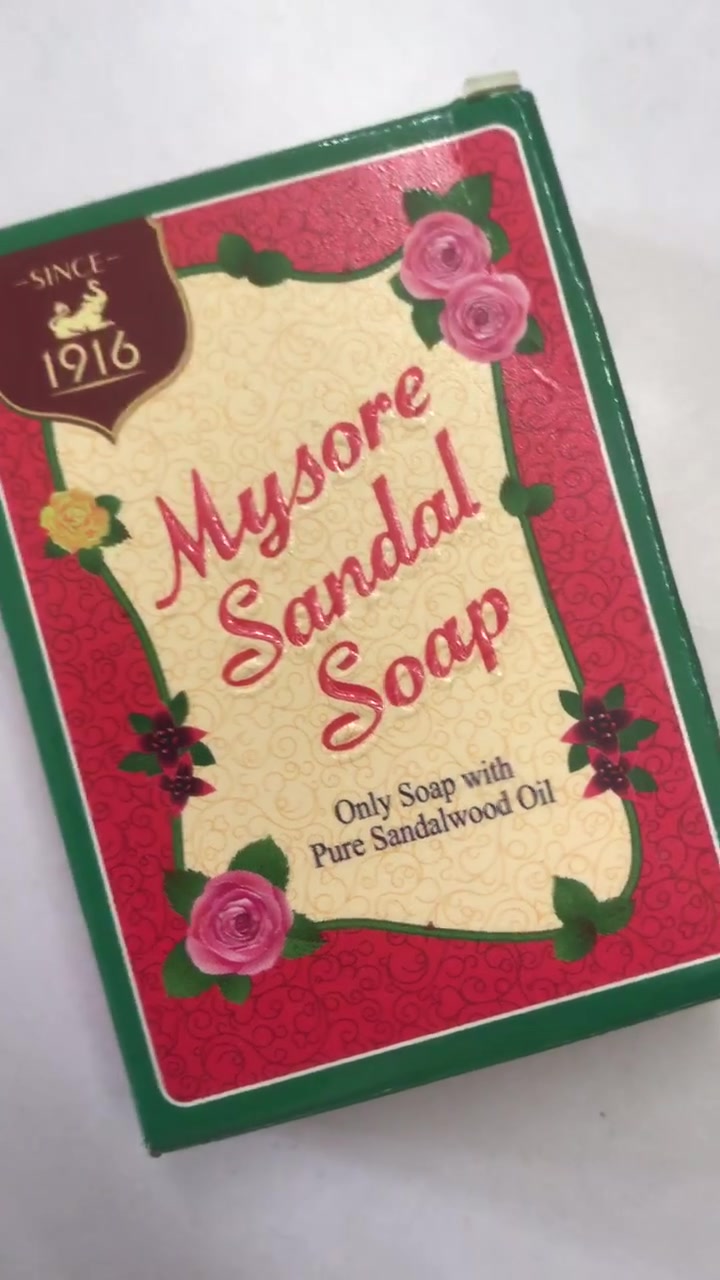 -SINCE-
1916
Mysore
Sandal
Soap
Only Soap with
Pure Sandalwood Oil